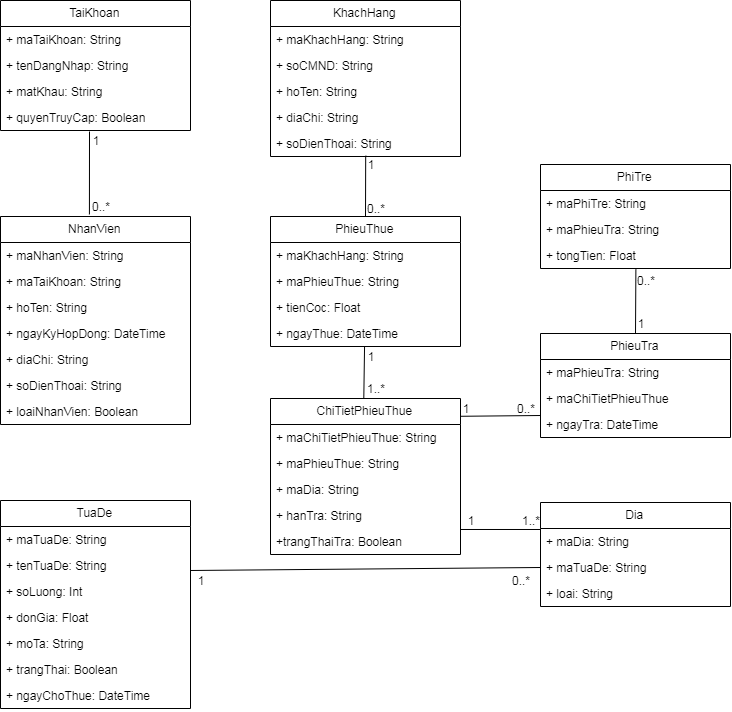 TaiKhoan
+ maTaiKhoan: String
+ tenDangNhap: String
+ matKhau: String
+ quyenTruyCap: Boolean
1
0..*
NhanVien
+ maNhanVien: String
+ maTaiKhoan: String
+ hoTen: String
+ ngayKyHopDong: DateTime
+ diaChi: String
+ soDienThoai: String
+ loaiNhanVien: Boolean
KhachHang
+ maKhachHang: String
+ soCMND: String
+ hoTen: String
+ diaChi: String
+ soDienThoai: String
1
0..*
PhieuThue
+ maKhachHang: String
+ maPhieuThue: String
+ tienCoc: Float
+ ngayThue: DateTime
1
1..*
ChiTietPhieuThue
+ maChiTietPhieuThue: String
+ maPhieuThue: String
+ maDia: String
+ hanTra: String
+trangThaiTra: Boolean
1
0..*
1
1..*
PhiTre
+ maPhiTre: String
+ maPhieuTra: String
+ tongTien: Float
0..*
1
PhieuTra
+ maPhieuTra: String
+ maChiTietPhieuThue
+ ngayTra: DateTime
TuaDe
+ maTuaDe: String
+ tenTuaDe: String
+ soLuong: Int
+ donGia: Float
+ moTa: String
+ trangThai: Boolean
+ ngayChoThue: DateTime
1
0..*
Dia
+ maDia: String
+ maTuaDe: String
+ loai: String